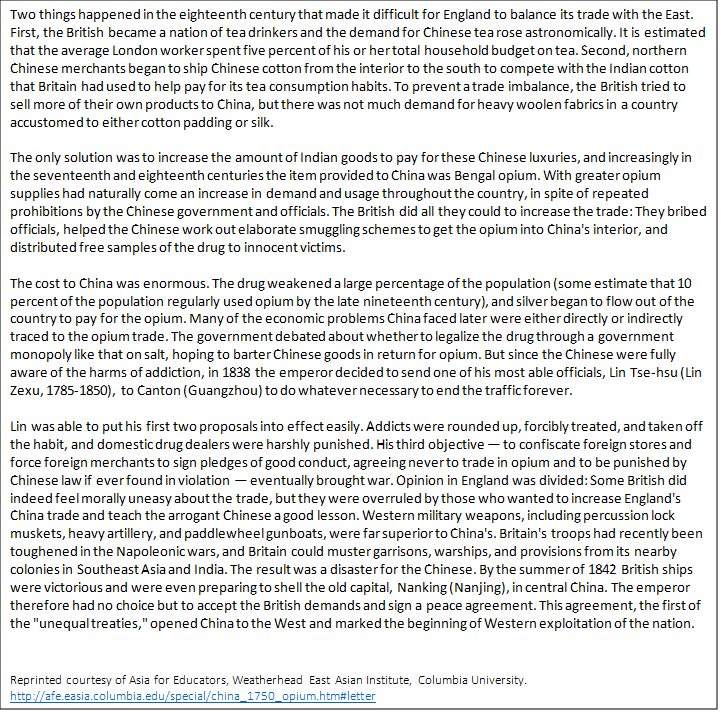 Two things happened in the eighteenth century that made it difficult for England to balance its trade with the East.
First, the British became a nation of tea drinkers and the demand for Chinese tea rose astronomically. It is estimated
that the average London worker spent five percent of his or her total household budget on tea. Second, northern
Chinese merchants began to ship Chinese cotton from the interior to the south to compete with the Indian cotton
that Britain had used to help pay for its tea consumption habits. To prevent a trade imbalance, the British tried to
sell more of their own products to China, but there was not much demand for heavy woolen fabrics in a country
accustomed to either cotton padding or silk.

The only solution was to increase the amount of Indian goods to pay for these Chinese luxuries, and increasingly in
the seventeenth and eighteenth centuries the item provided to China was Bengal opium. With greater opium
supplies had naturally come an increase in demand and usage throughout the country, in spite of repeated
prohibitions by the Chinese government and officials. The British did all they could to increase the trade: They bribed
officials, helped the Chinese work out elaborate smuggling schemes to get the opium into China's interior, and
distributed free samples of the drug to innocent victims.

The cost to China was enormous. The drug weakened a large percentage of the population (some estimate that 10
percent of the population regularly used opium by the late nineteenth century), and silver began to flow out of the
country to pay for the opium. Many of the economic problems China faced later were either directly or indirectly
traced to the opium trade. The government debated about whether to legalize the drug through a government
monopoly like that on salt, hoping to barter Chinese goods in return for opium. But since the Chinese were fully
aware of the harms of addiction, in 1838 the emperor decided to send one of his most able officials, Lin Tse-hsu (Lin
Zexu, 1785-1850), to Canton (Guangzhou) to do whatever necessary to end the traffic forever.

Lin was able to put his first two proposals into effect easily. Addicts were rounded up, forcibly treated, and taken off
the habit, and domestic drug dealers were harshly punished. His third objective — to confiscate foreign stores and
force foreign merchants to sign pledges of good conduct, agreeing never to trade in opium and to be punished by
Chinese law if ever found in violation — eventually brought war. Opinion in England was divided: Some British did
indeed feel morally uneasy about the trade, but they were overruled by those who wanted to increase England's
China trade and teach the arrogant Chinese a good lesson. Western military weapons, including percussion lock
muskets, heavy artillery, and paddlewheel gunboats, were far superior to China's. Britain's troops had recently been
toughened in the Napoleonic wars, and Britain could muster garrisons, warships, and provisions from its nearby
colonies in Southeast Asia and India. The result was a disaster for the Chinese. By the summer of 1842 British ships
were victorious and were even preparing to shell the old capital, Nanking (Nanjing), in central China. The emperor
therefore had no choice but to accept the British demands and sign a peace agreement. This agreement, the first of
the "unequal treaties," opened China to the West and marked the beginning of Western exploitation of the nation.

Reprinted courtesy of Asia for Educators, Weatherhead East Asian Institute, Columbia University.
http://afe.easia.columbia.edu/special/china_1750_opium.htm#letter